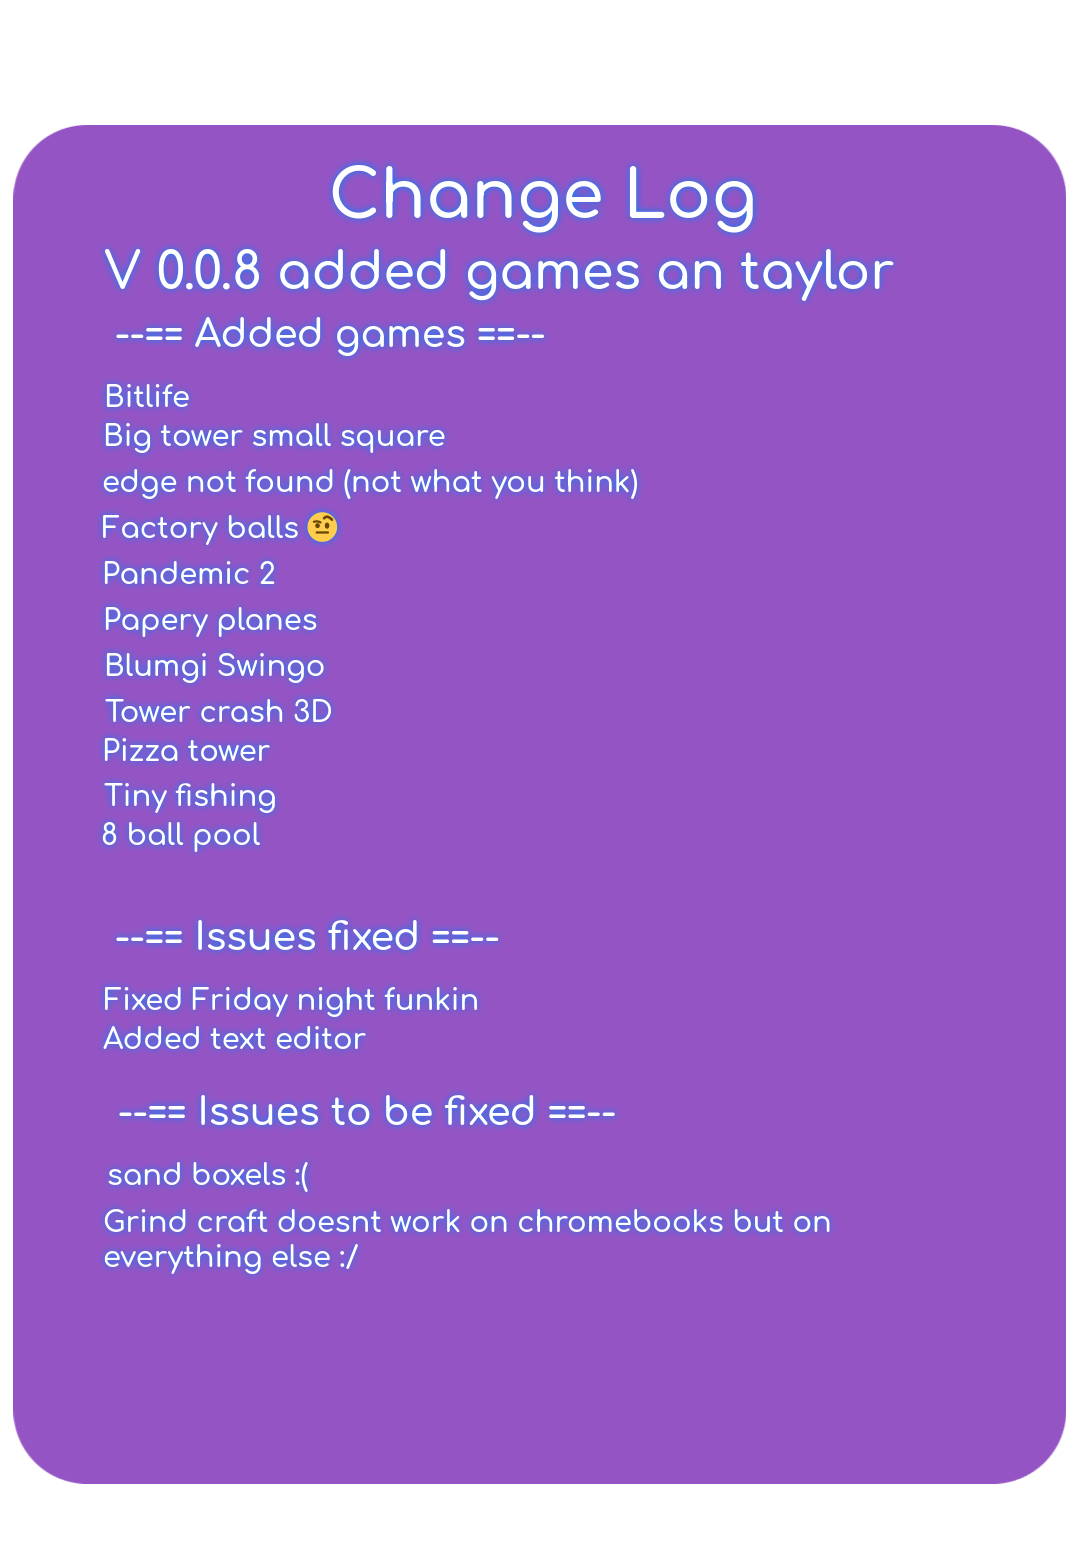 Change Log
V 0.0.8 added games an taylor
--== Added games ==--
Bitlife
Big tower small square
edge not found (not what you think)
Factory balls 🤨
Pandemic 2
Papery planes
Blumgi Swingo
Tower crash 3D
Pizza tower
Tiny fishing
8 ball pool
--== Issues fixed ==--
Fixed Friday night funkin
Added text editor
--== Issues to be fixed ==--
sand boxels :(
Grind craft doesnt work on chromebooks but on
everything else :/